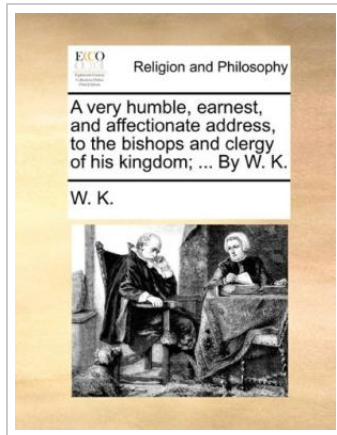 ECCO
Religion and Philosophy
A very humble, earnest,
and affectionate address,
to the bishops and clergy
of his kingdom; ... By W. K.
W. K.